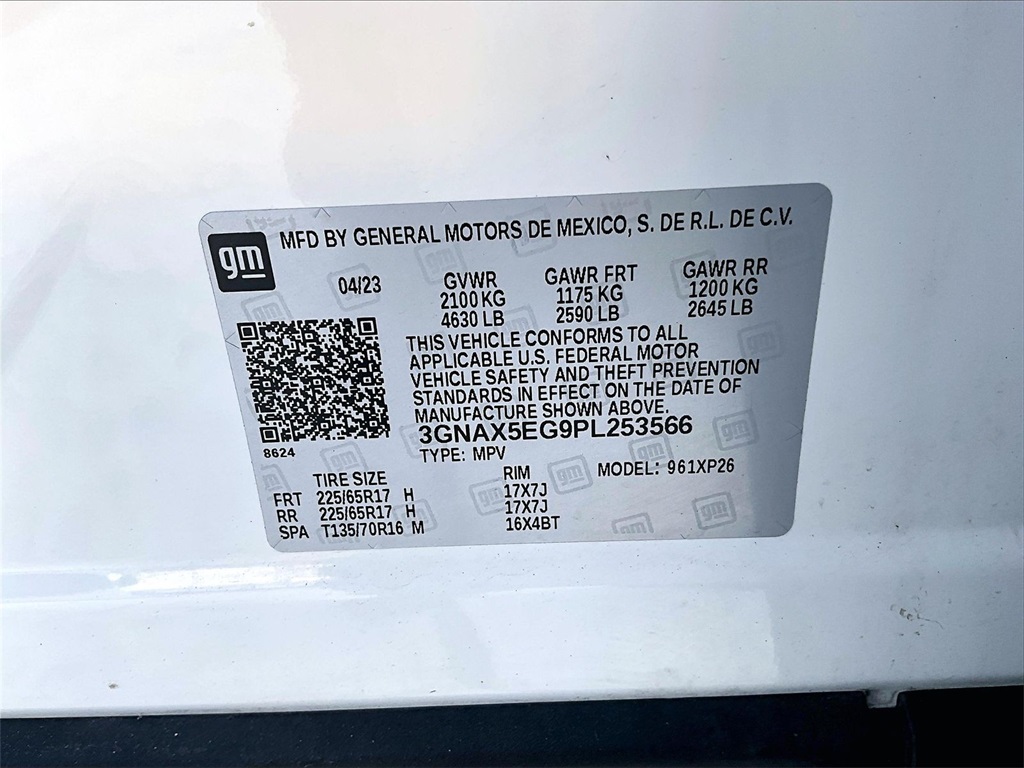 gm
MFD BY GENERAL MOTORS DE MEXICO, S. DE R.L. DE C.V.
04/23 GVWR GAWR FRT GAWR RR
2100 KG 1175 KG 1200 KG
4630 LB 2590 LB 2645 LB
THIS VEHICLE CONFORMS TO ALL
APPLICABLE U.S. FEDERAL MOTOR
VEHICLE SAFETY AND THEFT PREVENTION
STANDARDS IN EFFECT ON THE DATE OF
MANUFACTURE SHOWN ABOVE.
3GNAX5EG9PL253566
8624
TYPE: MPV MODEL: 961XP26
TIRE SIZE RIM
FRT 225/65R17 H 17X7J
RR 225/65R17 H 17X7J
SPA T135/70R16 M 16X4BT